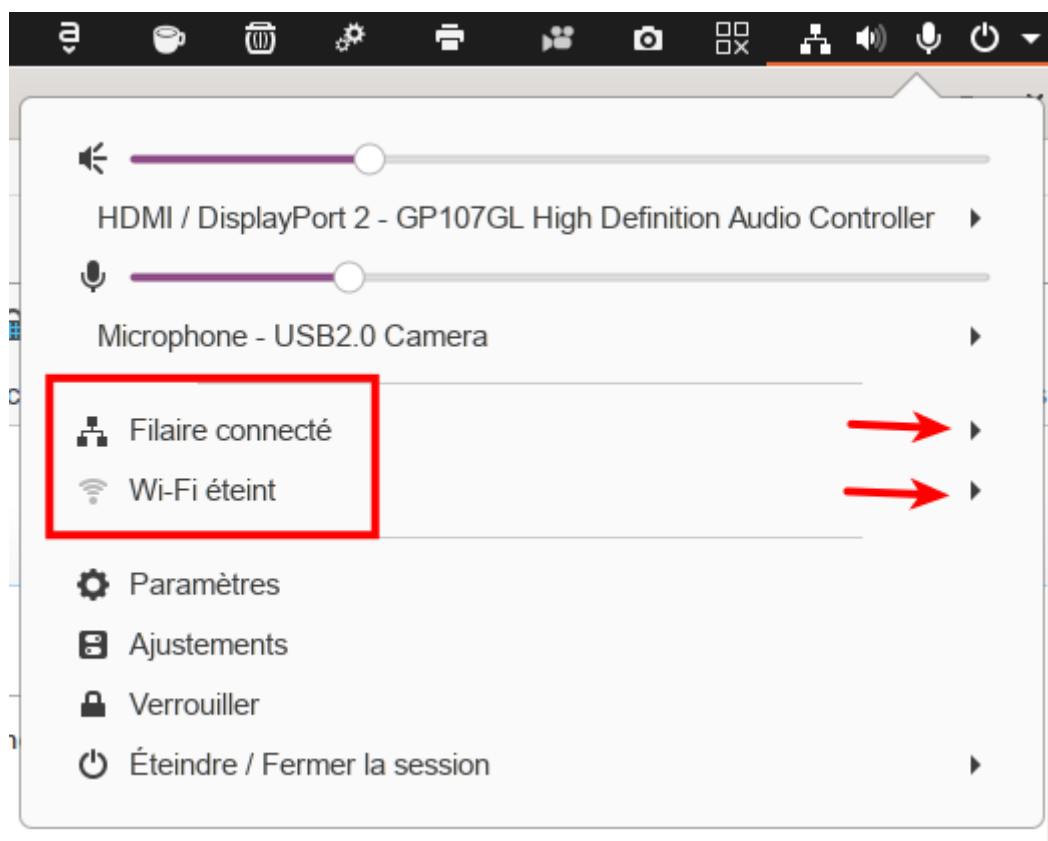 HDMI / DisplayPort 2 - GP107GL High Definition Audio Controller
Microphone - USB2.0 Camera
Filaire connecté
Wi-Fi éteint
Paramètres
Ajustements
Verrouiller
Éteindre / Fermer la session